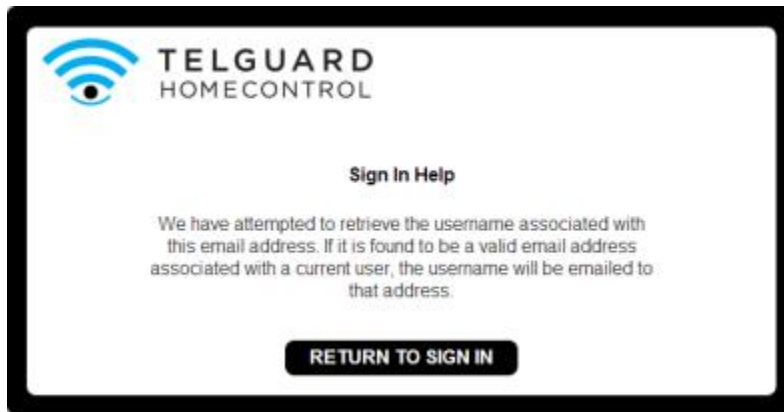 TELGUARD
HOMECONTROL
Sign In Help
We have attempted to retrieve the username associated with
this email address. If it is found to be a valid email address
associated with a current user, the username will be emailed to
that address.
RETURN TO SIGN IN